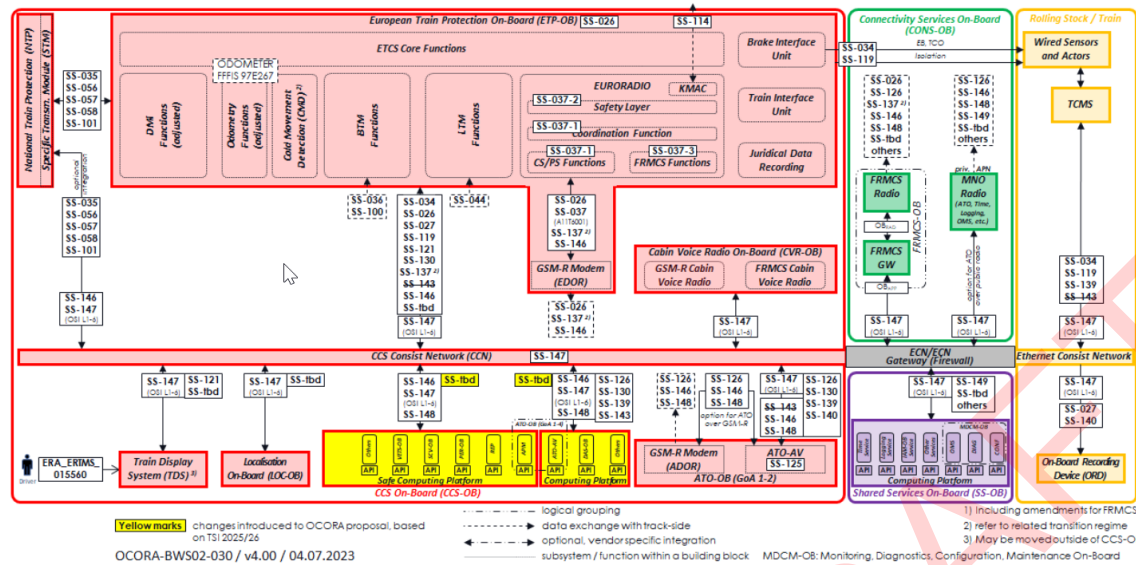 European Train Protection On-Board (ETP-OB) SS-026 SS-114
Connectivity Services On-Board (CONS-OB)
Rolling Stock / Train
National Train Protection (NTP)
Specific Transm. Module (STM)
SS-035
SS-056
SS-057
SS-058
SS-101
optional integration
SS-035
SS-056
SS-057
SS-058
SS-101
SS-146
SS-147
(OSI L1-6)
ETCS Core Functions
ODOMETER
FFFIS 97E267
DMI Functions (adjusted)
Odometry Functions (adjusted)
Cold Movement Detection (CMD) 2)
BTM Functions
LTM Functions
EURORADIO
KMAC
SS-037-2
Safety Layer
SS-037-1
Coordination Function
SS-037-1
SS-037-3
CS/PS Functions
FRMCS Functions
Brake Interface Unit
Train Interface Unit
Juridical Data Recording
SS-034
SS-119
EB, TCO
Isolation
SS-036
SS-100
SS-034
SS-026
SS-027
SS-119
SS-121
SS-130
SS-137 2)
SS-143
SS-146
SS-tbd
SS-147
(OSI L1-6)
SS-044
SS-026
SS-037
(A11T6001)
SS-137 2)
SS-146
GSM-R Modem (EDOR)
SS-026
SS-137 2)
SS-146
Cabin Voice Radio On-Board (CVR-OB)
GSM-R Cabin Voice Radio
FRMCS Cabin Voice Radio
SS-147
(OSI L1-6)
SS-026
SS-126
SS-137 2)
SS-146
SS-148
SS-tbd
others
SS-126
SS-146
SS-148
SS-149
SS-tbd
others
priv. APN
FRMCS Radio
FRMCS GW
FRMCS-OB
MNO Radio
(ATO, Time, Logging, OMS, etc.)
option for ATO over public radio
SS-147
(OSI L1-6)
SS-147
(OSI L1-6)
Wired Sensors and Actors
TCMS
SS-034
SS-119
SS-139
SS-143
SS-147
(OSI L1-6)
CCS Consist Network (CCN) SS-147
ECN/ECN
Gateway (Firewall)
Ethernet Consist Network
SS-147
(OSI L1-6)
SS-121
SS-tbd
SS-147
(OSI L1-6)
SS-tbd
SS-146
SS-147
(OSI L1-6)
SS-148
SS-tbd
SS-tbd
SS-146
SS-147
(OSI L1-6)
SS-148
SS-126
SS-130
SS-139
SS-143
SS-126
SS-146
SS-148
SS-126
SS-146
SS-148
option for ATO over GSM-R
SS-147
(OSI L1-6)
SS-143
SS-146
SS-148
SS-126
SS-130
SS-139
SS-140
SS-147
(OSI L1-6)
SS-149
SS-tbd
others
SS-147
(OSI L1-6)
SS-027
SS-140
Driver
ERA_ERTMS_
015560
Train Display System (TDS) 3)
Localisation On-Board (LOC-OB)
ATO-OB (GoA 1-4)
API API API API API API API API API
Safe Computing Platform
Computing Platform
CCS On-Board (CCS-OB)
GSM-R Modem (ADOR)
ATO-AV
SS-125
ATO-OB (GoA 1-2)
MDCM-OB
API API API API API API API
Computing Platform
Shared Services On-Board (SS-OB)
On-Board Recording Device (ORD)
Yellow marks changes introduced to OCORA proposal, based on TSI 2025/26
OCORA-BWS02-030 / v4.00 / 04.07.2023
logical grouping
data exchange with track-side
optional, vendor specific integration
subsystem / function within a building block
MDCM-OB: Monitoring, Diagnostics, Configuration, Maintenance On-Board
1) Including amendments for FRMCS
2) refer to related transition regime
3) May be moved outside of CCS-O